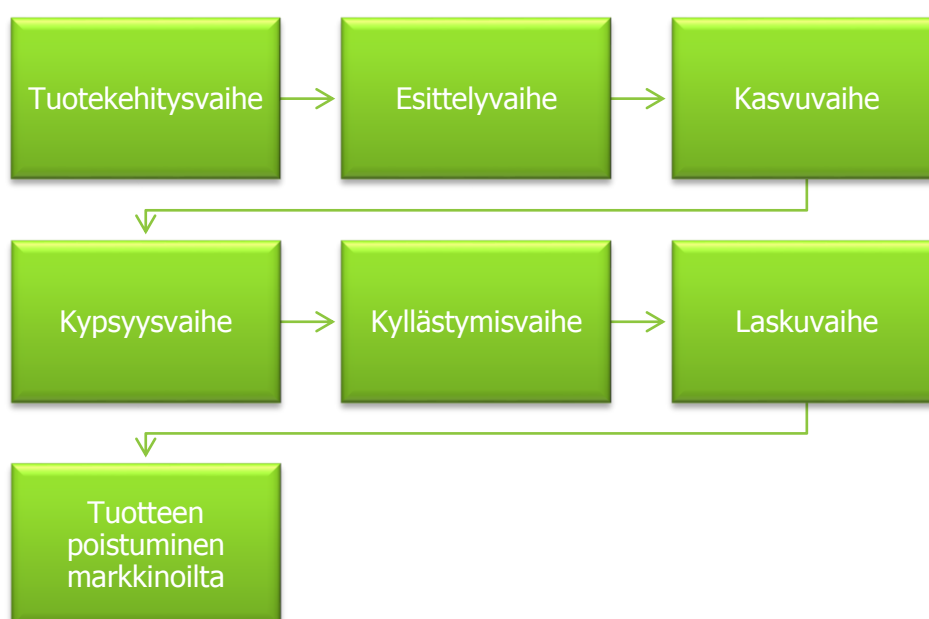 Tuotekehitysvaihe
Esittelyvaihe
Kasvuvaihe
Kypsyysvaihe
Kyllästymisvaihe
Laskuvaihe
Tuotteen
poistuminen
markkinoilta